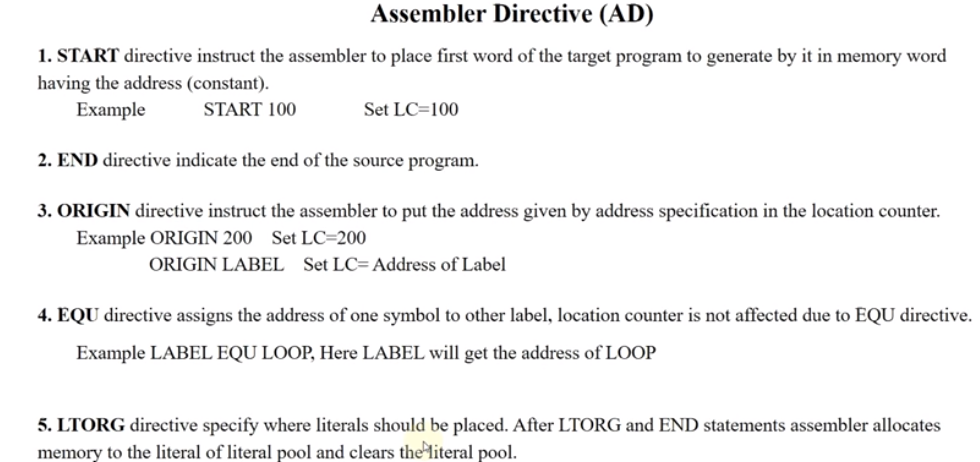 Assembler Directive (AD)
1. START directive instruct the assembler to place first word of the target program to generate by it in memory word
having the address (constant).
Example START 100 Set LC=100
2. END directive indicate the end of the source program.
3. ORIGIN directive instruct the assembler to put the address given by address specification in the location counter.
Example ORIGIN 200 Set LC=200
ORIGIN LABEL Set LC= Address of Label
4. EQU directive assigns the address of one symbol to other label, location counter is not affected due to EQU directive.
Example LABEL EQU LOOP, Here LABEL will get the address of LOOP
5. LTORG directive specify where literals should be placed. After LTORG and END statements assembler allocates
memory to the literal of literal pool and clears the literal pool.